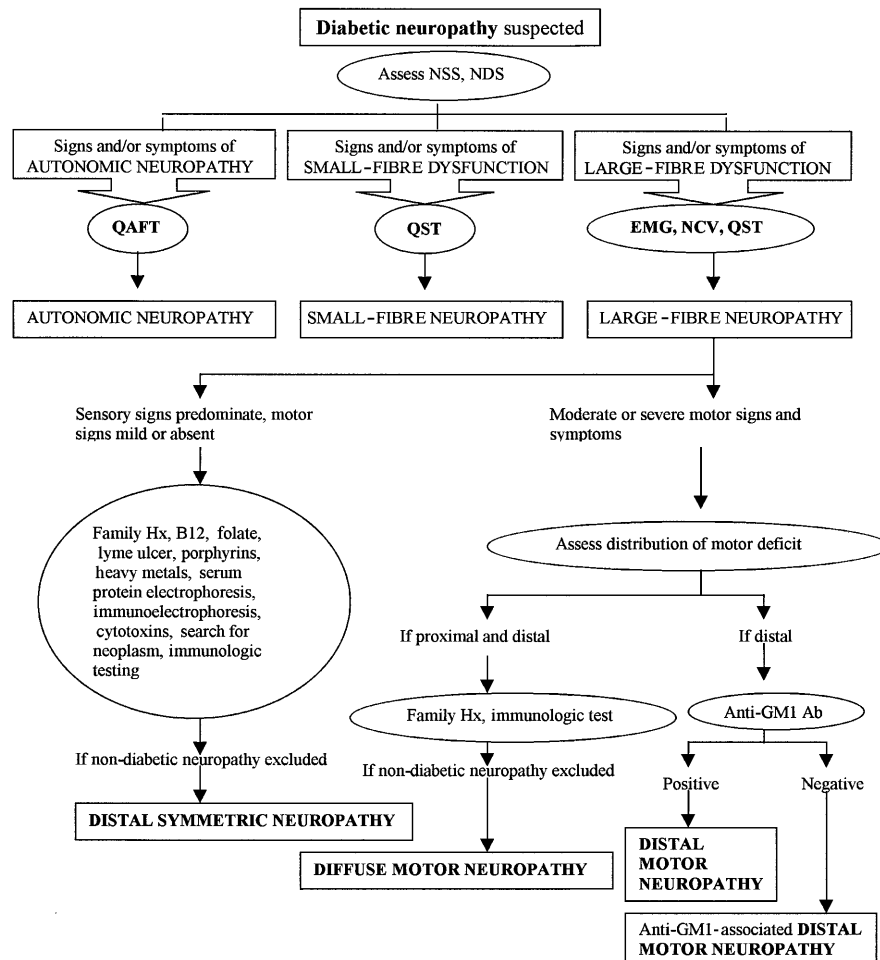 Diabetic neuropathy suspected
Assess NSS, NDS
Signs and/or symptoms of
AUTONOMIC NEUROPATHY
Signs and/or symptoms of
SMALL-FIBRE DYSFUNCTION
Signs and/or symptoms of
LARGE-FIBRE DYSFUNCTION
QAFT
QST
EMG, NCV, QST
AUTONOMIC NEUROPATHY
SMALL-FIBRE NEUROPATHY
LARGE-FIBRE NEUROPATHY
Sensory signs predominate, motor
signs mild or absent
Moderate or severe motor signs and
symptoms
Family Hx, B12, folate,
lyme ulcer, porphyrins,
heavy metals, serum
protein electrophoresis,
immunoelectrophoresis,
cytotoxins, search for
neoplasm, immunologic
testing
Assess distribution of motor deficit
If proximal and distal
If distal
Family Hx, immunologic test
Anti-GM1 Ab
If non-diabetic neuropathy excluded
If non-diabetic neuropathy excluded
Positive
Negative
DISTAL SYMMETRIC NEUROPATHY
DIFFUSE MOTOR NEUROPATHY
DISTAL
MOTOR
NEUROPATHY
Anti-GM1-associated DISTAL
MOTOR NEUROPATHY